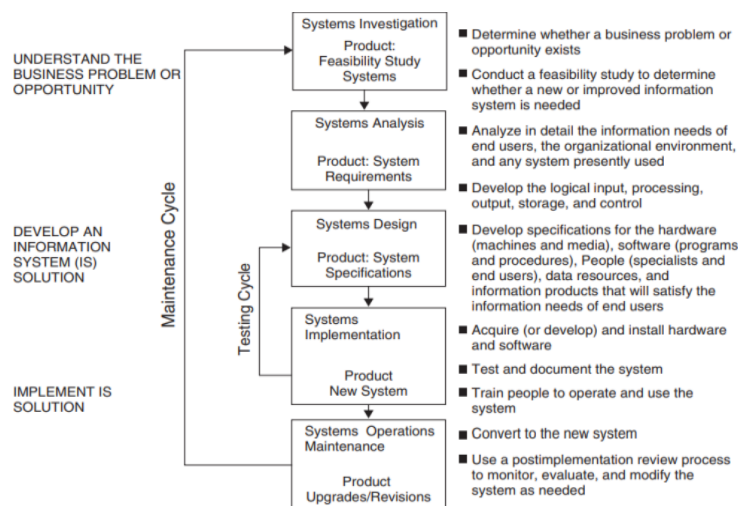 UNDERSTAND THE
BUSINESS PROBLEM OR
OPPORTUNITY
DEVELOP AN
INFORMATION
SYSTEM (IS)
SOLUTION
IMPLEMENT IS
SOLUTION
Maintenance Cycle
Testing Cycle
Systems Investigation
Product:
Feasibility Study
Systems
Systems Analysis
Product: System
Requirements
Systems Design
Product: System
Specifications
Systems
Implementation
Product
New System
Systems Operations
Maintenance
Product
Upgrades/Revisions
■ Determine whether a business problem or
opportunity exists
■ Conduct a feasibility study to determine
whether a new or improved information
system is needed
■ Analyze in detail the information needs of
end users, the organizational environment,
and any system presently used
■ Develop the logical input, processing,
output, storage, and control
■ Develop specifications for the hardware
(machines and media), software (programs
and procedures), People (specialists and
end users), data resources, and
information products that will satisfy the
information needs of end users
■ Acquire (or develop) and install hardware
and software
■ Test and document the system
■ Train people to operate and use the
system
■ Convert to the new system
■ Use a postimplementation review process
to monitor, evaluate, and modify the
system as needed